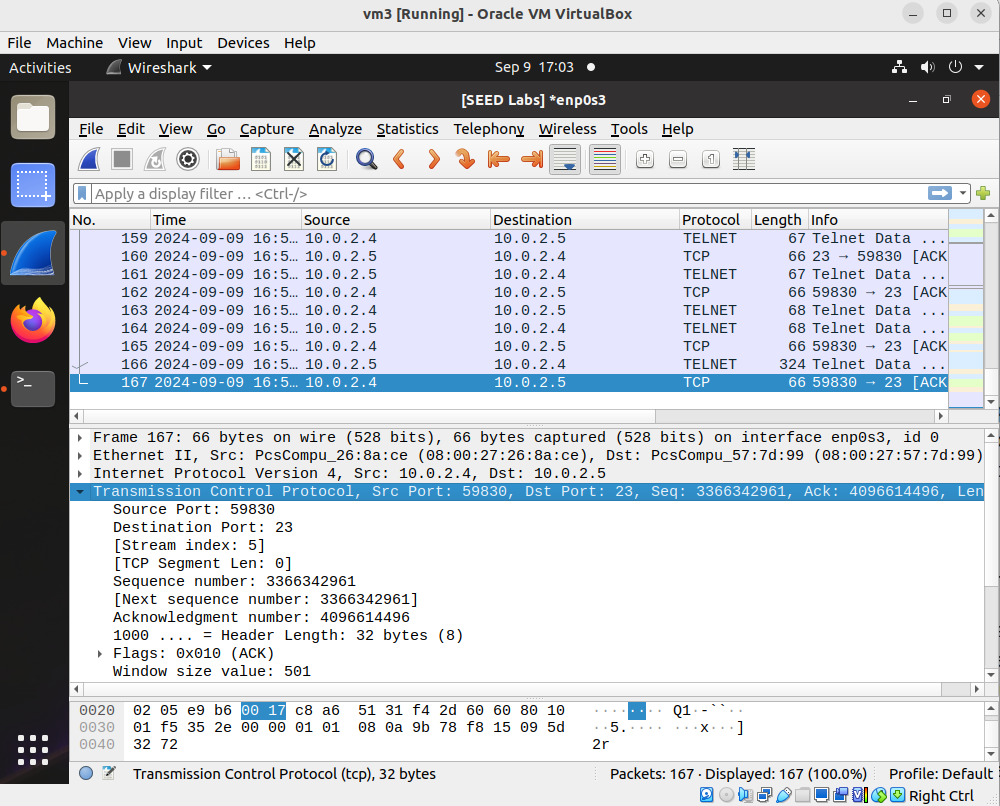 vm3 [Running] - Oracle VM VirtualBox
File Machine View Input Devices Help
Activities Wireshark Sep 9 17:03
[SEED Labs] *enp0s3
File Edit View Go Capture Analyze Statistics Telephony Wireless Tools Help
Apply a display filter … <Ctrl-/>
No. Time Source Destination Protocol Length Info
159 2024-09-09 16:5… 10.0.2.4 10.0.2.5 TELNET 67 Telnet Data ...
160 2024-09-09 16:5… 10.0.2.5 10.0.2.4 TCP 66 23 → 59830 [ACK
161 2024-09-09 16:5… 10.0.2.5 10.0.2.4 TELNET 67 Telnet Data ...
162 2024-09-09 16:5… 10.0.2.4 10.0.2.5 TCP 66 59830 → 23 [ACK
163 2024-09-09 16:5… 10.0.2.4 10.0.2.5 TELNET 68 Telnet Data ...
164 2024-09-09 16:5… 10.0.2.5 10.0.2.4 TELNET 68 Telnet Data ...
165 2024-09-09 16:5… 10.0.2.4 10.0.2.5 TCP 66 59830 → 23 [ACK
166 2024-09-09 16:5… 10.0.2.5 10.0.2.4 TELNET 324 Telnet Data ...
167 2024-09-09 16:5… 10.0.2.4 10.0.2.5 TCP 66 59830 → 23 [ACK
Frame 167: 66 bytes on wire (528 bits), 66 bytes captured (528 bits) on interface enp0s3, id 0
Ethernet II, Src: PcsCompu_26:8a:ce (08:00:27:26:8a:ce), Dst: PcsCompu_57:7d:99 (08:00:27:57:7d:99)
Internet Protocol Version 4, Src: 10.0.2.4, Dst: 10.0.2.5
Transmission Control Protocol, Src Port: 59830, Dst Port: 23, Seq: 3366342961, Ack: 4096614496, Len
Source Port: 59830
Destination Port: 23
[Stream index: 5]
[TCP Segment Len: 0]
Sequence number: 3366342961
[Next sequence number: 3366342961]
Acknowledgment number: 4096614496
1000 .... = Header Length: 32 bytes (8)
Flags: 0x010 (ACK)
Window size value: 501
0020 02 05 e9 b6 00 17 c8 a6 51 31 f4 2d 60 60 80 10 ········ Q1·-``··
0030 01 f5 35 2e 00 00 01 01 08 0a 9b 78 f8 15 09 5d ··5.···· ···x···]
0040 32 72 2r
Transmission Control Protocol (tcp), 32 bytes Packets: 167 · Displayed: 167 (100.0%) Profile: Default
Right Ctrl